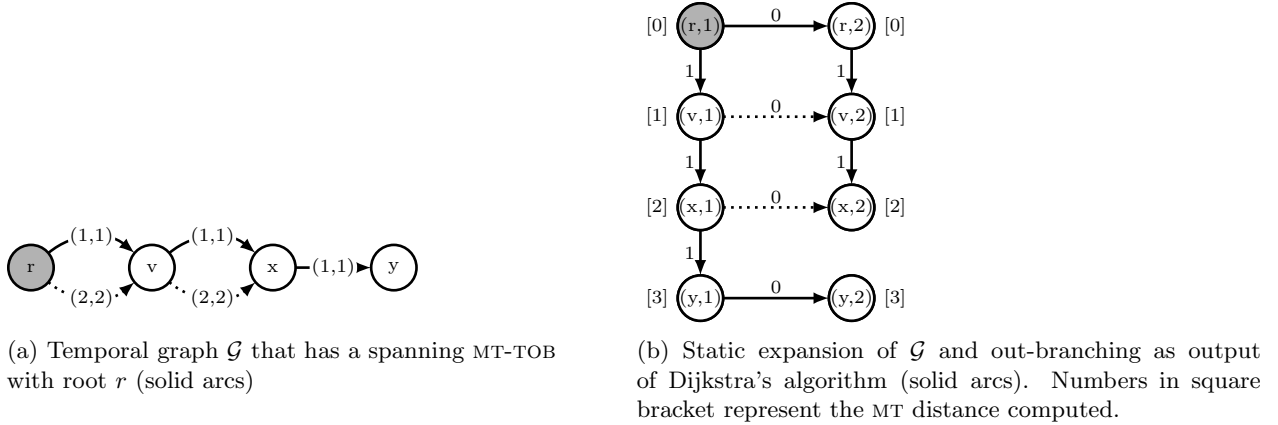 [0] (r,1) 0 (r,2) [0]
1 1
[1] (v,1) 0 (v,2) [1]
1 1
[2] (x,1) 0 (x,2) [2]
1
[3] (y,1) 0 (y,2) [3]
(1,1) (1,1)
r v x (1,1) y
(2,2) (2,2)
(a) Temporal graph 𝒢 that has a spanning MT-TOB
with root r (solid arcs)
(b) Static expansion of 𝒢 and out-branching as output
of Dijkstra's algorithm (solid arcs). Numbers in square
bracket represent the MT distance computed.